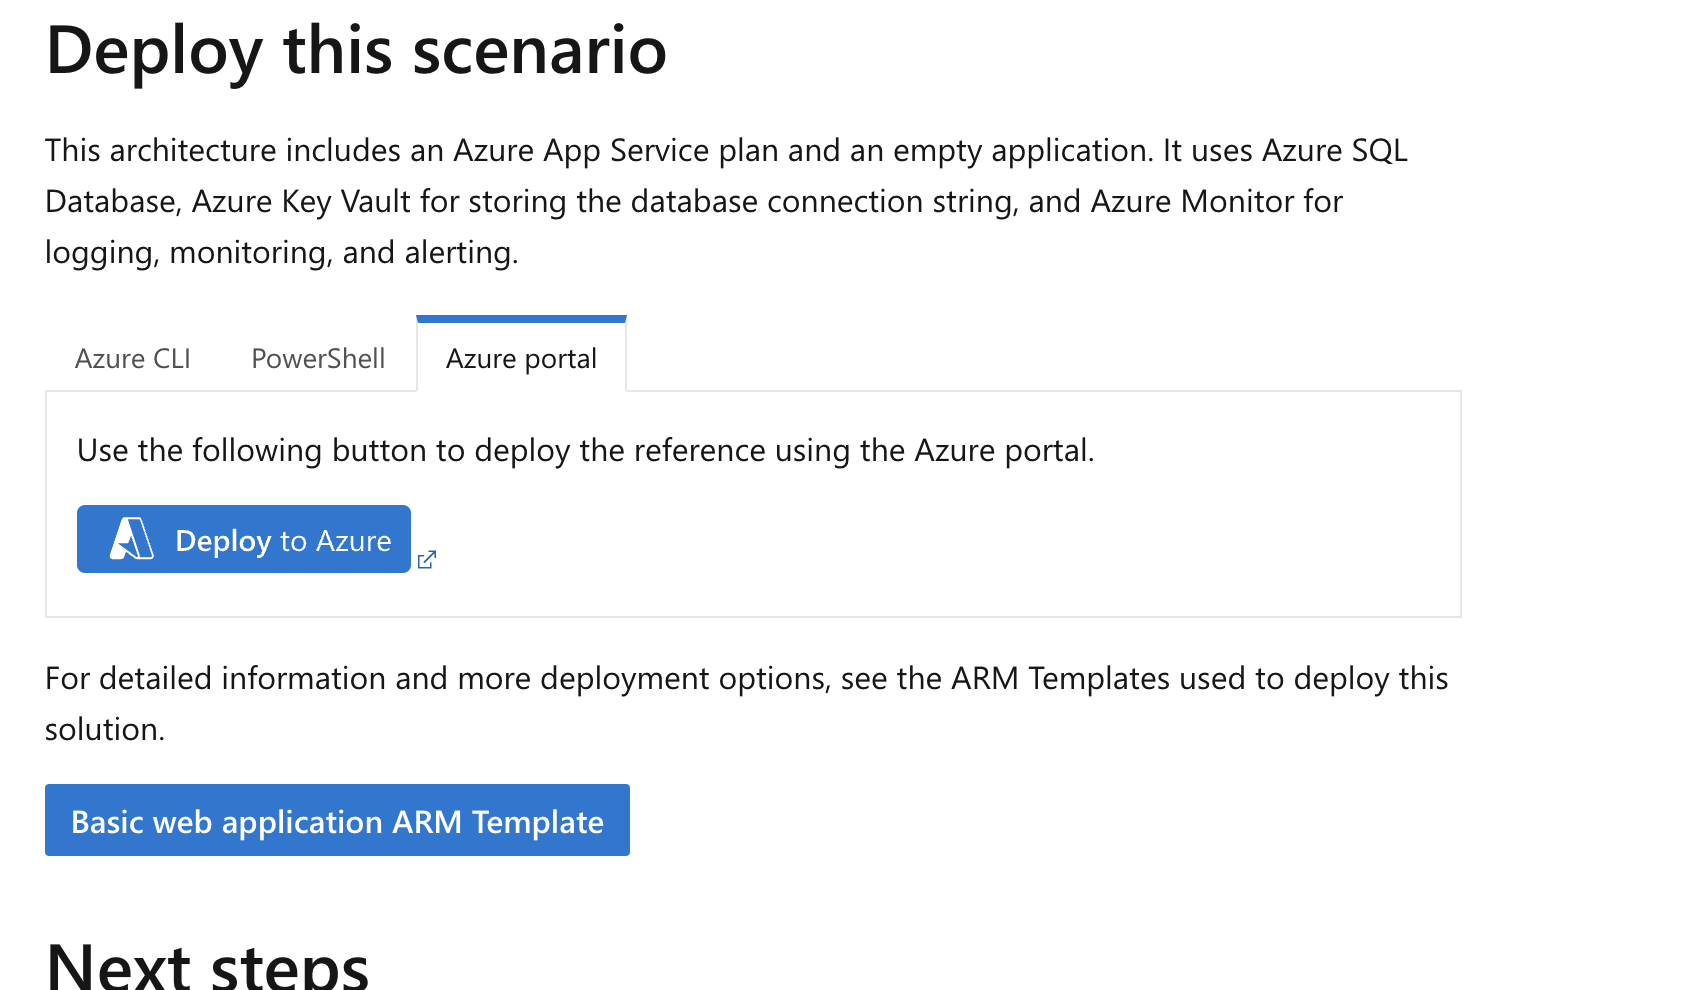 Deploy this scenario
This architecture includes an Azure App Service plan and an empty application. It uses Azure SQL
Database, Azure Key Vault for storing the database connection string, and Azure Monitor for
logging, monitoring, and alerting.
Azure CLI PowerShell Azure portal
Use the following button to deploy the reference using the Azure portal.
Deploy to Azure
For detailed information and more deployment options, see the ARM Templates used to deploy this
solution.
Basic web application ARM Template
Next steps